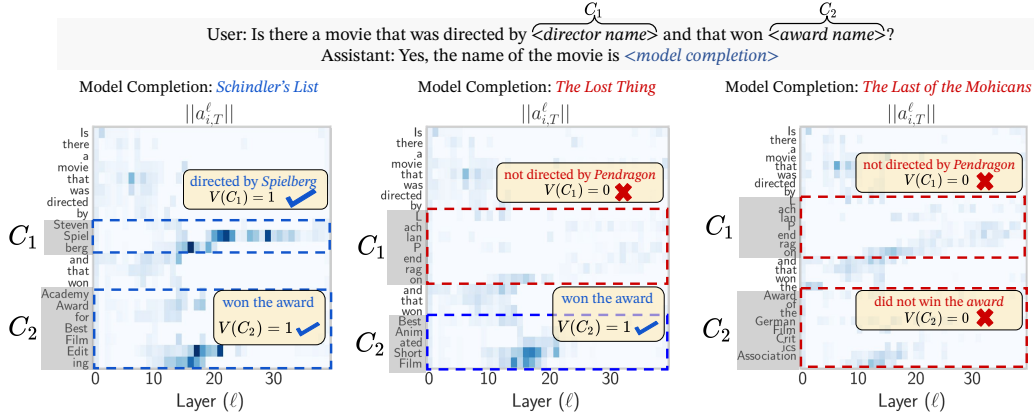 C₁ C₂
User: Is there a movie that was directed by <director name> and that won <award name>?
Assistant: Yes, the name of the movie is <model completion>
Model Completion: Schindler's List
||a^ℓ_{i,T}||
Is
there
a
movie
that
was
directed
by
Steven
Spiel
berg
and
that
won
Academy
Award
for
Best
Film
Edit
ing
C₁
C₂
directed by Spielberg
V(C₁) = 1
won the award
V(C₂) = 1
0 10 20 30
Layer (ℓ)
Model Completion: The Lost Thing
||a^ℓ_{i,T}||
Is
there
a
movie
that
was
directed
by
L
ach
lan
P
end
rag
on
and
that
won
Best
Anim
ated
Short
Film
C₁
C₂
not directed by Pendragon
V(C₁) = 0
won the award
V(C₂) = 1
0 10 20 30
Layer (ℓ)
Model Completion: The Last of the Mohicans
||a^ℓ_{i,T}||
Is
there
a
movie
that
was
directed
by
L
ach
lan
P
end
rag
on
and
that
won
the
Award
of
the
German
Film
Crit
ics
Association
C₁
C₂
not directed by Pendragon
V(C₁) = 0
did not win the award
V(C₂) = 0
0 10 20 30
Layer (ℓ)